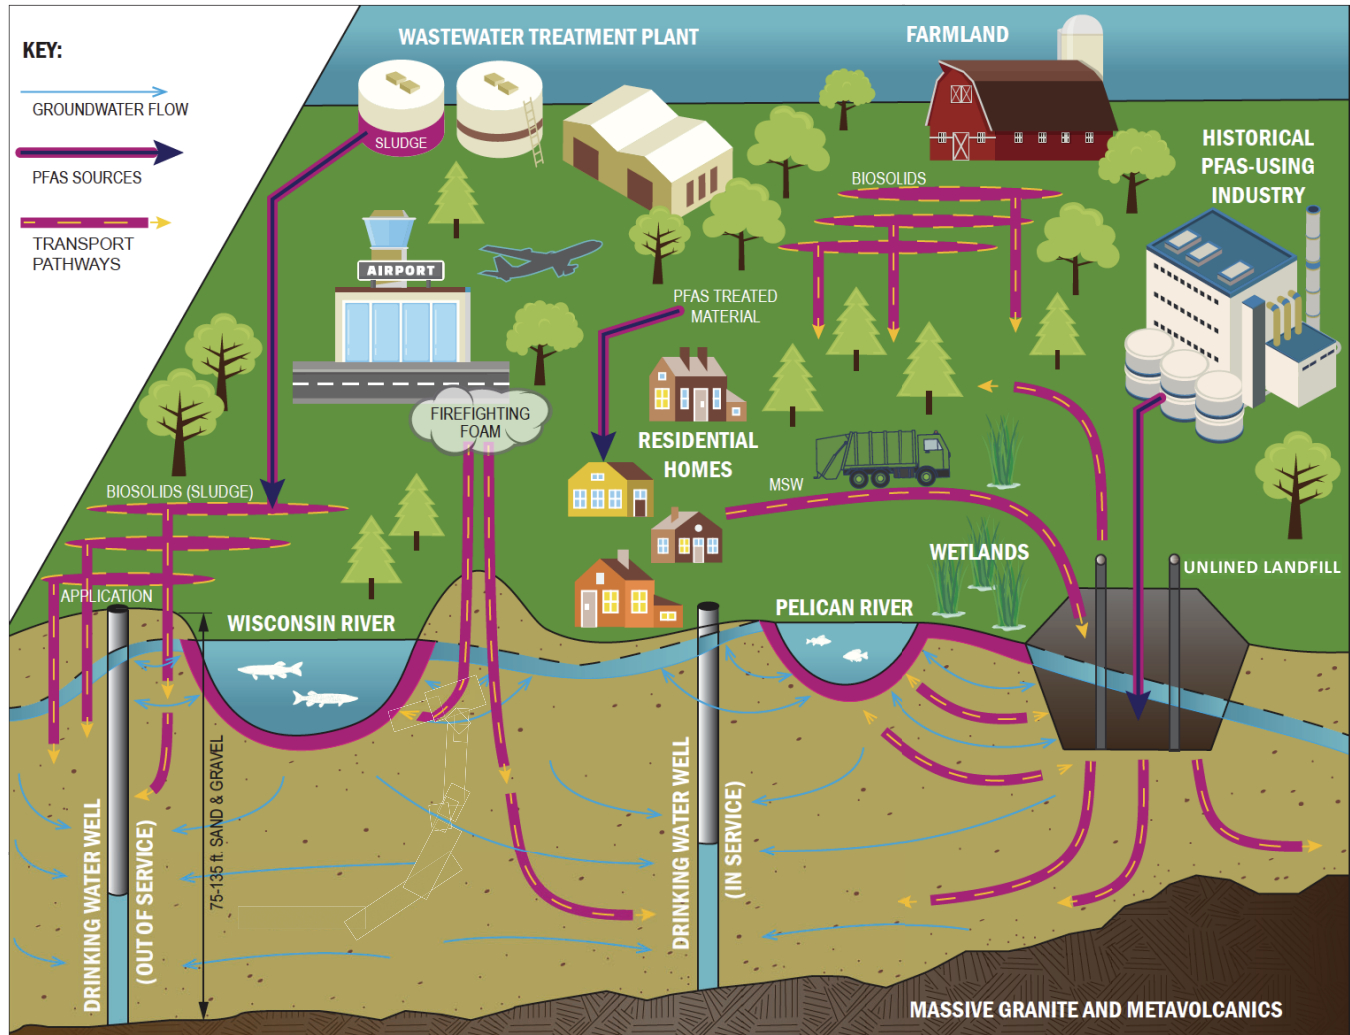 KEY:
GROUNDWATER FLOW
PFAS SOURCES
TRANSPORT
PATHWAYS
WASTEWATER TREATMENT PLANT
FARMLAND
SLUDGE
HISTORICAL
PFAS-USING
INDUSTRY
BIOSOLIDS
AIRPORT
PFAS TREATED
MATERIAL
FIREFIGHTING
FOAM
RESIDENTIAL
HOMES
MSW
BIOSOLIDS (SLUDGE)
WETLANDS
UNLINED LANDFILL
APPLICATION
WISCONSIN RIVER
PELICAN RIVER
DRINKING WATER WELL
(OUT OF SERVICE)
75-135 ft. SAND & GRAVEL
DRINKING WATER WELL
(IN SERVICE)
MASSIVE GRANITE AND METAVOLCANICS